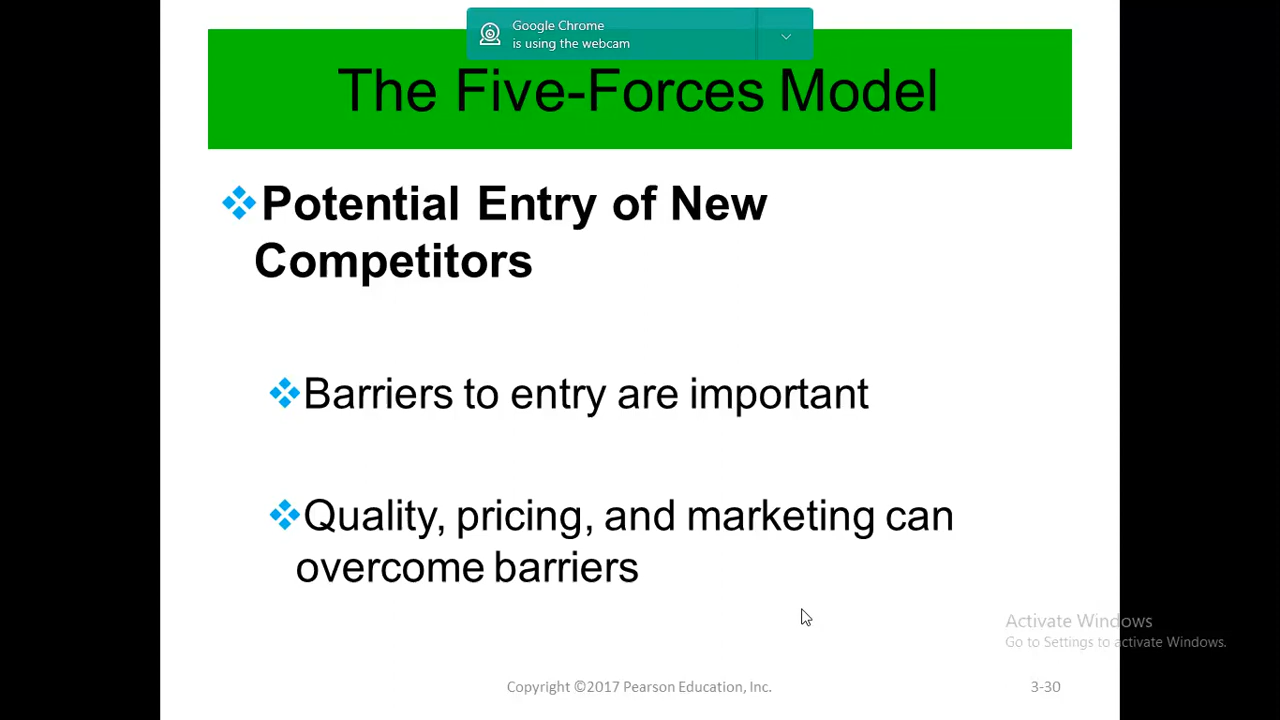 Google Chrome
is using the webcam
The Five-Forces Model
Potential Entry of New
Competitors
Barriers to entry are important
Quality, pricing, and marketing can
overcome barriers
Activate Windows
Go to Settings to activate Windows.
Copyright ©2017 Pearson Education, Inc.
3-30